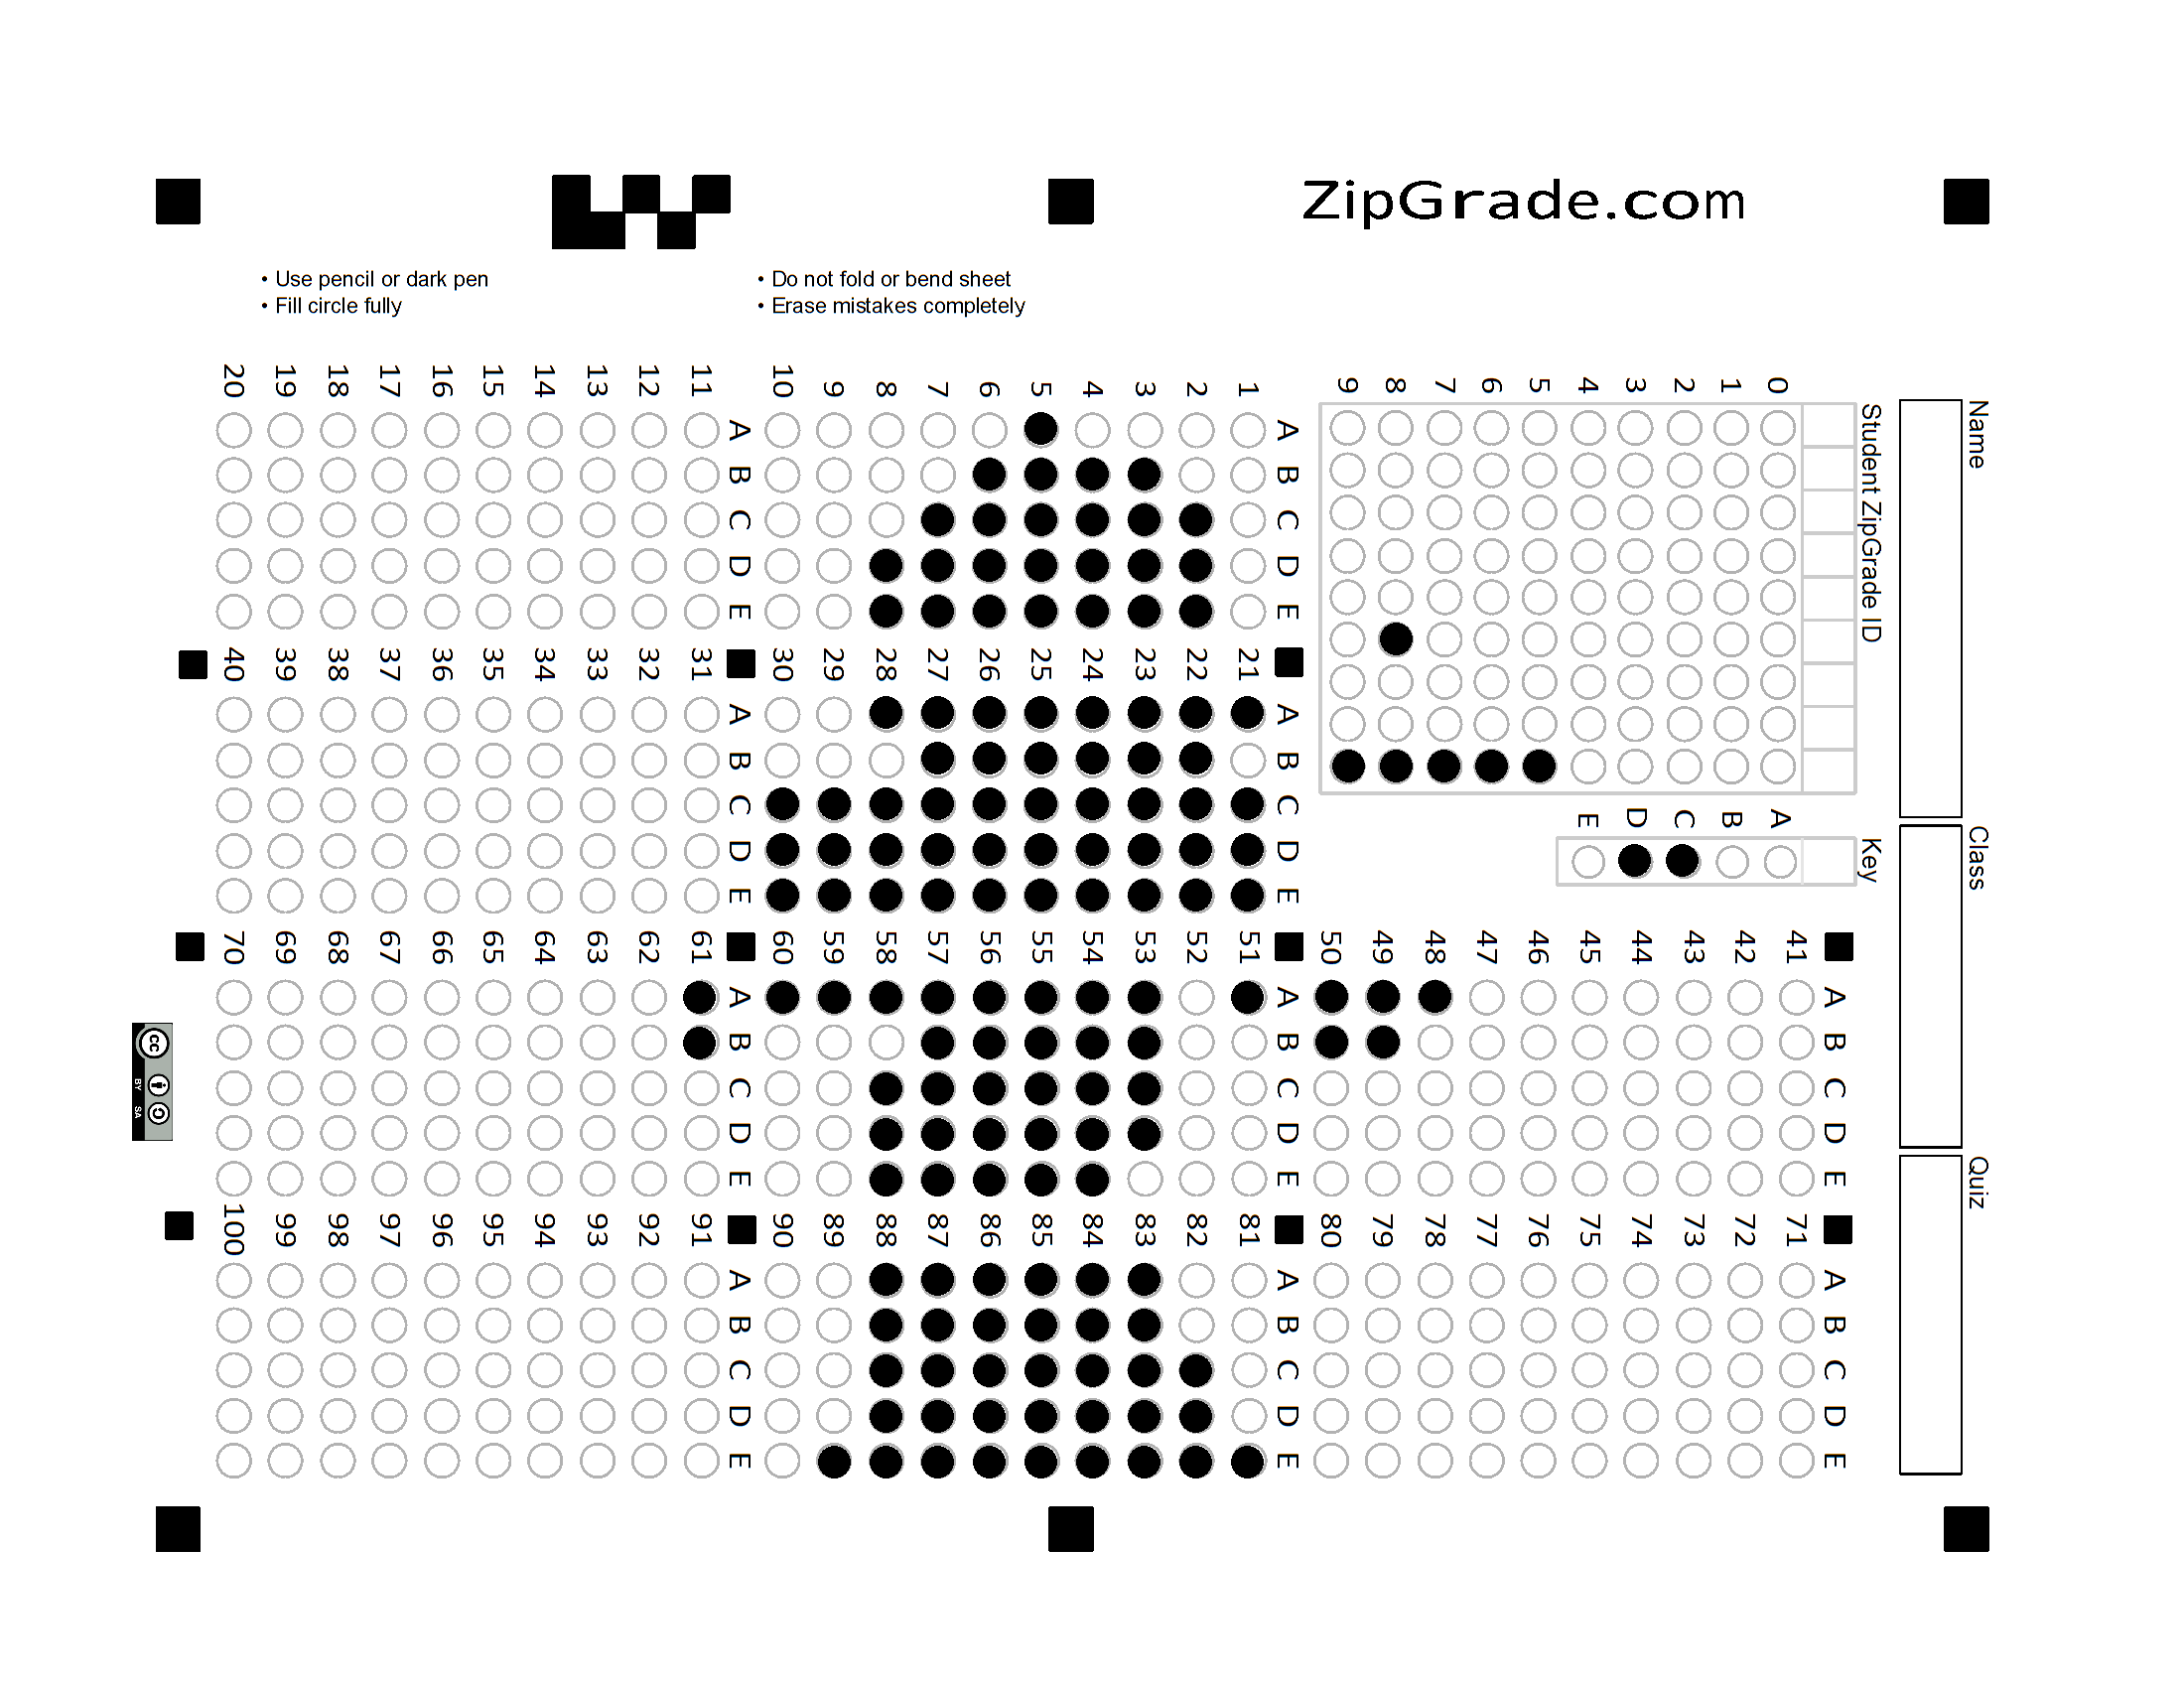 ZipGrade.com
• Use pencil or dark pen
• Fill circle fully
• Do not fold or bend sheet
• Erase mistakes completely
Name
Class
Quiz
Student ZipGrade ID
0 1 2 3 4 5 6 7 8 9
Key
A B C D E
A B C D E
1 2 3 4 5 6 7 8 9 10
A B C D E
11 12 13 14 15 16 17 18 19 20
A B C D E
21 22 23 24 25 26 27 28 29 30
A B C D E
31 32 33 34 35 36 37 38 39 40
A B C D E
41 42 43 44 45 46 47 48 49 50
A B C D E
51 52 53 54 55 56 57 58 59 60
A B C D E
61 62 63 64 65 66 67 68 69 70
A B C D E
71 72 73 74 75 76 77 78 79 80
A B C D E
81 82 83 84 85 86 87 88 89 90
A B C D E
91 92 93 94 95 96 97 98 99 100
cc
BY SA